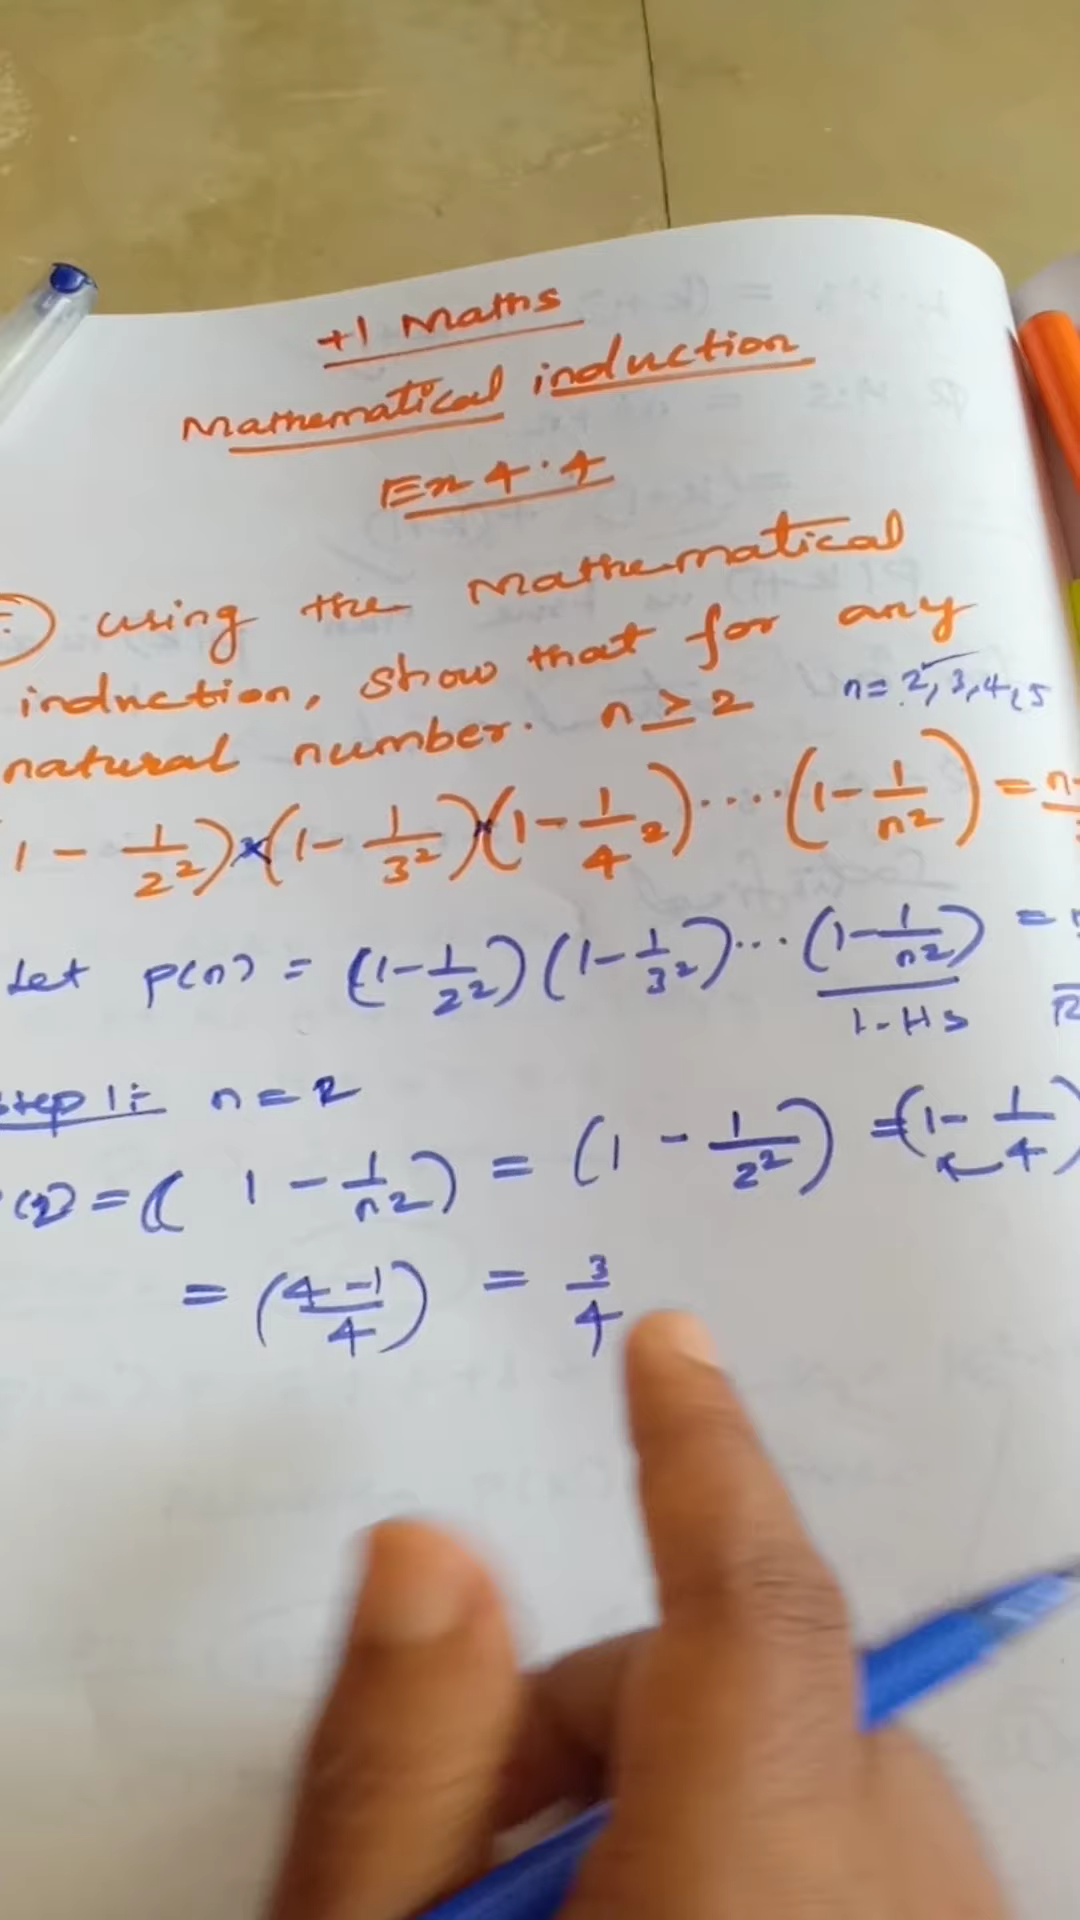 +1 Maths
Mathematical induction
Ex 4.4
using the Mathematical
induction, show that for any
natural number. n ≥ 2 n = 2, 3, 4, 5
1 - 1/2²) × (1 - 1/3²) × (1 - 1/4²) .... (1 - 1/n²) =
Let p(n) = (1 - 1/2²) (1 - 1/3²) ... (1 - 1/n²) =
L.H.S
step 1: n = 2
(2) = (1 - 1/n²) = (1 - 1/2²) = (1 - 1/4)
= (4-1/4) = 3/4